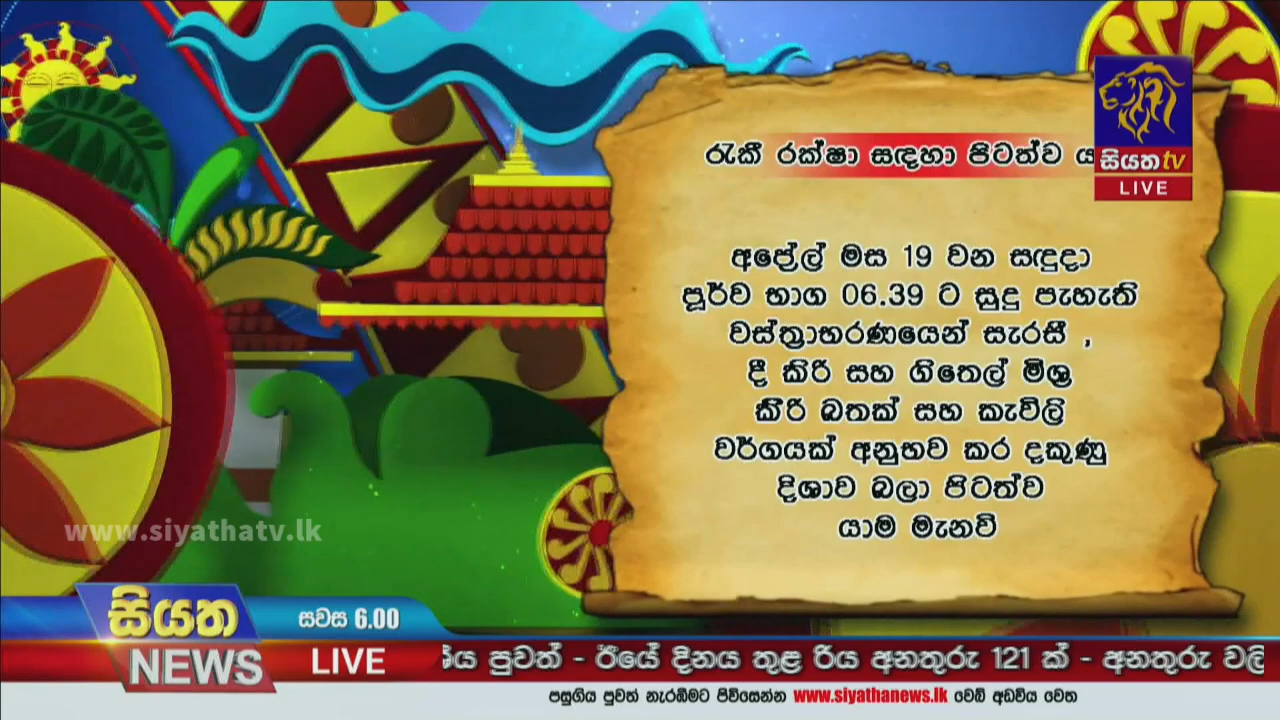 රැකී රක්ෂා සඳහා පිටත්ව
සියත tv
LIVE
අප්‍රේල් මස 19 වන සඳුදා
පූර්ව භාග 06.39 ට සුදු පැහැති
වස්ත්‍රාභරණයෙන් සැරසී ,
දී කිරි සහ ගිතෙල් මිශ්‍ර
කිරි බතක් සහ කැවිලි
වර්ගයක් අනුභව කර දකුණු
දිශාව බලා පිටත්ව
යාම මැනවි
www.siyathatv.lk
සියත
NEWS
සවස 6.00
LIVE
පුවත් - ඊයේ දිනය තුළ රිය අනතුරු 121 ක් - අනතුරු
පසුගිය පුවත් නැරඹීමට පිවිසෙන්න www.siyathanews.lk වෙබ් අඩවිය වෙත